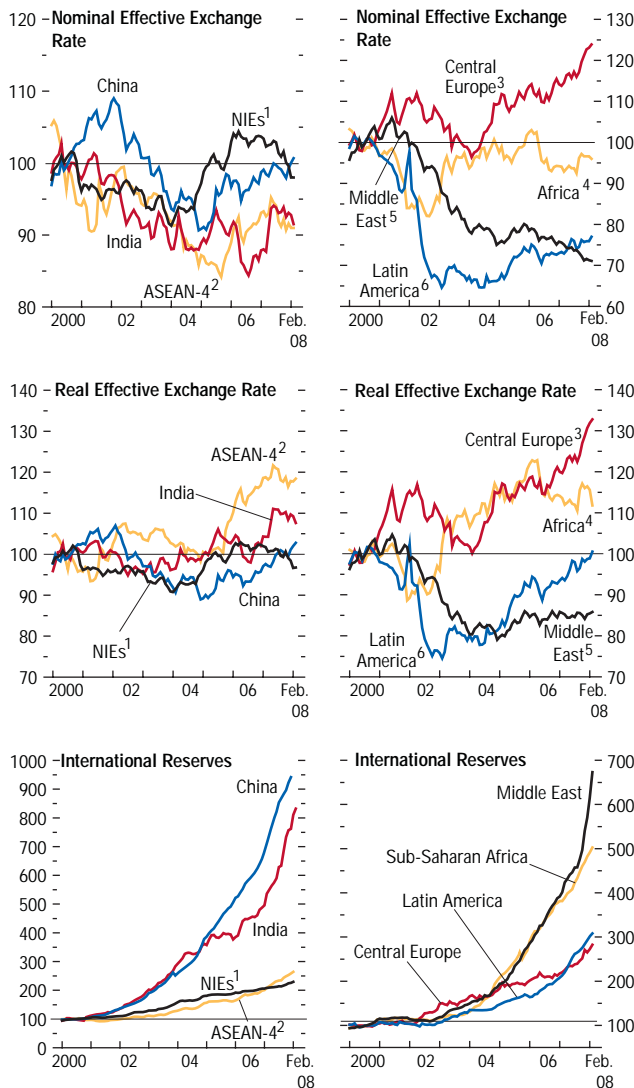 Nominal Effective Exchange
Rate
120
110
100
90
80
China
NIEs1
India
ASEAN-42
2000 02 04 06 Feb.
08
Nominal Effective Exchange
Rate
130
120
110
100
90
80
70
60
Central
Europe3
Africa4
Middle
East5
Latin
America6
2000 02 04 06 Feb.
08
Real Effective Exchange Rate
140
130
120
110
100
90
80
70
ASEAN-42
India
China
NIEs1
2000 02 04 06 Feb.
08
Real Effective Exchange Rate
140
130
120
110
100
90
80
70
Central Europe3
Africa4
Latin
America6
Middle
East5
2000 02 04 06 Feb.
08
International Reserves
1000
900
800
700
600
500
400
300
200
100
0
China
India
NIEs1
ASEAN-42
2000 02 04 06 Feb.
08
International Reserves
700
600
500
400
300
200
100
Middle East
Sub-Saharan Africa
Latin America
Central Europe
2000 02 04 06 Feb.
08